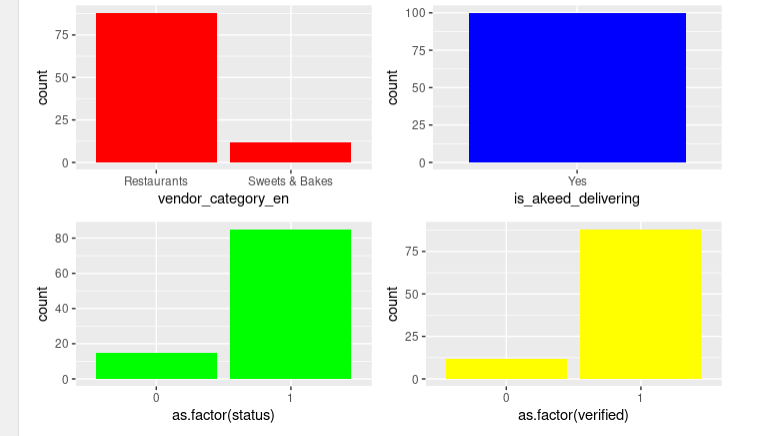 75
50
25
0
count
Restaurants
Sweets & Bakes
vendor_category_en
100
75
50
25
0
count
Yes
is_akeed_delivering
80
60
40
20
0
count
0
1
as.factor(status)
75
50
25
0
count
0
1
as.factor(verified)